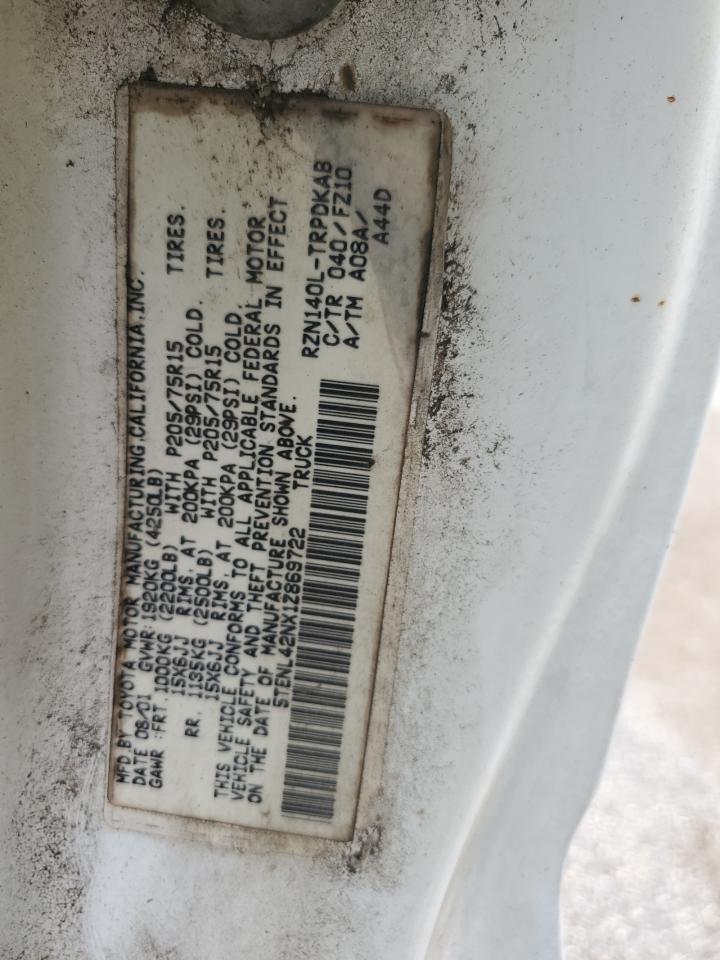 MFD BY TOYOTA MOTOR MANUFACTURING,CALIFORNIA,INC.
DATE 08/01 GVWR:1920KG (4250LB)
GAWR :FRT.1000KG (2200LB) WITH P205/75R15 TIRES.
15X6JJ RIMS, AT 200KPA (29PSI) COLD.
RR. 1135KG (2500LB) WITH P205/75R15 TIRES.
15X6JJ RIMS, AT 200KPA (29PSI) COLD.
THIS VEHICLE CONFORMS TO ALL APPLICABLE FEDERAL MOTOR
VEHICLE SAFETY AND THEFT PREVENTION STANDARDS IN EFFECT
ON THE DATE OF MANUFACTURE SHOWN ABOVE.
5TENL42NX1Z869722 TRUCK
RZN140L-TRPDKAB
C/TR 040/FZ10
A/TM A08A/
A44D